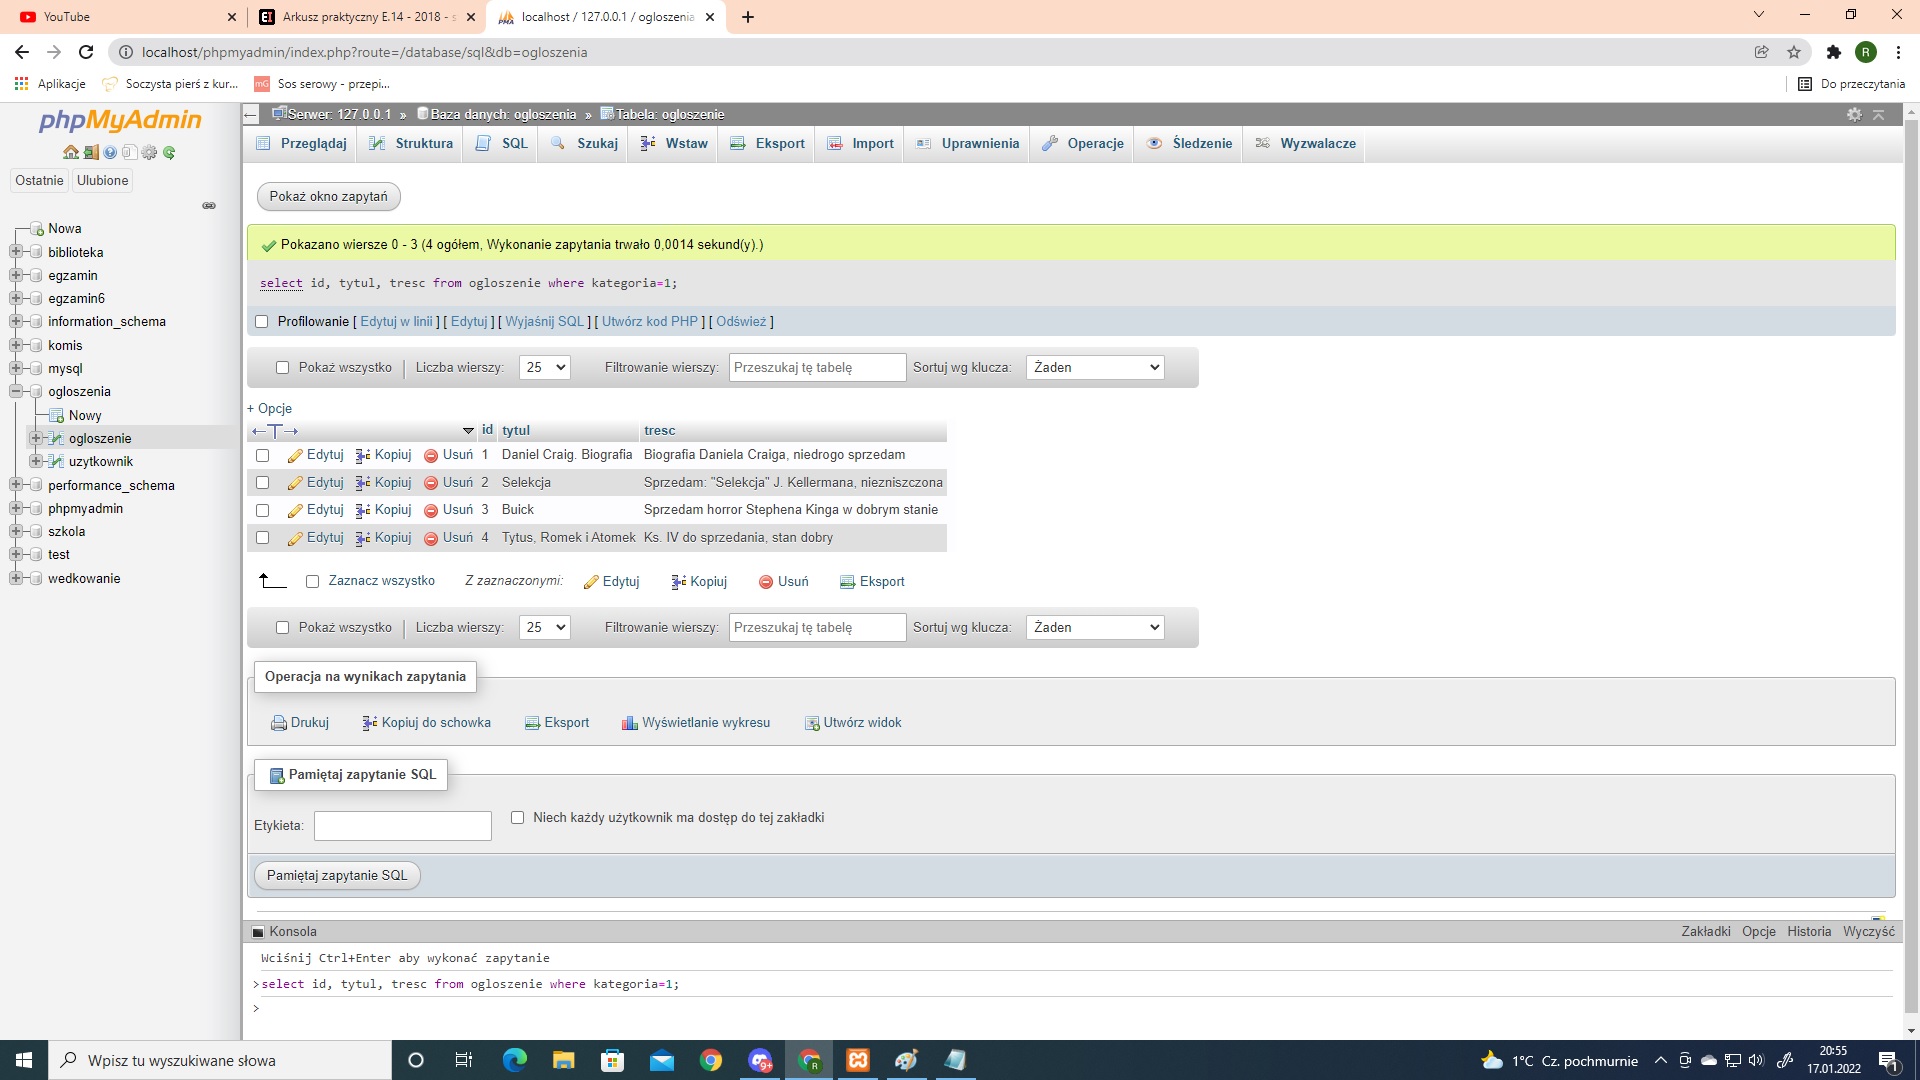 YouTube
Arkusz praktyczny E.14 - 2018 - s
localhost / 127.0.0.1 / ogloszenia
localhost/phpmyadmin/index.php?route=/database/sql&db=ogloszenia
R
Aplikacje
Soczysta pierś z kur...
mG
Sos serowy - przepi...
Do przeczytania
phpMyAdmin
Ostatnie
Ulubione
Nowa
biblioteka
egzamin
egzamin6
information_schema
komis
mysql
ogloszenia
Nowy
ogloszenie
uzytkownik
performance_schema
phpmyadmin
szkola
test
wedkowanie
Serwer: 127.0.0.1 » Baza danych: ogloszenia » Tabela: ogloszenie
Przeglądaj Struktura SQL Szukaj Wstaw Eksport Import Uprawnienia Operacje Śledzenie Wyzwalacze
Pokaż okno zapytań
Pokazano wiersze 0 - 3 (4 ogółem, Wykonanie zapytania trwało 0,0014 sekund(y).)
select id, tytul, tresc from ogloszenie where kategoria=1;
Profilowanie [ Edytuj w linii ] [ Edytuj ] [ Wyjaśnij SQL ] [ Utwórz kod PHP ] [ Odśwież ]
Pokaż wszystko | Liczba wierszy: 25 Filtrowanie wierszy: Przeszukaj tę tabelę Sortuj wg klucza: Żaden
+ Opcje
←T→ id tytul tresc
Edytuj Kopiuj Usuń 1 Daniel Craig. Biografia Biografia Daniela Craiga, niedrogo sprzedam
Edytuj Kopiuj Usuń 2 Selekcja Sprzedam: "Selekcja" J. Kellermana, niezniszczona
Edytuj Kopiuj Usuń 3 Buick Sprzedam horror Stephena Kinga w dobrym stanie
Edytuj Kopiuj Usuń 4 Tytus, Romek i Atomek Ks. IV do sprzedania, stan dobry
Zaznacz wszystko Z zaznaczonymi: Edytuj Kopiuj Usuń Eksport
Pokaż wszystko | Liczba wierszy: 25 Filtrowanie wierszy: Przeszukaj tę tabelę Sortuj wg klucza: Żaden
Operacja na wynikach zapytania
Drukuj Kopiuj do schowka Eksport Wyświetlanie wykresu Utwórz widok
Pamiętaj zapytanie SQL
Etykieta: Niech każdy użytkownik ma dostęp do tej zakładki
Pamiętaj zapytanie SQL
Konsola Zakładki Opcje Historia Wyczyść
Wciśnij Ctrl+Enter aby wykonać zapytanie
>select id, tytul, tresc from ogloszenie where kategoria=1;
>
Wpisz tu wyszukiwane słowa
1°C Cz. pochmurnie
20:55
17.01.2022
1